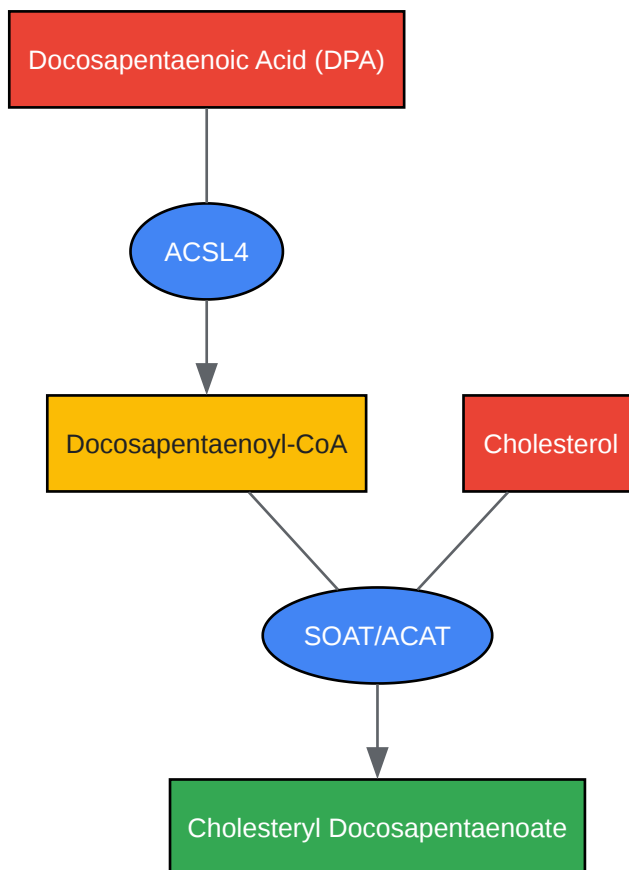 Docosapentaenoic Acid (DPA)
ACSL4
Docosapentaenoyl-CoA
Cholesterol
SOAT/ACAT
Cholesteryl Docosapentaenoate